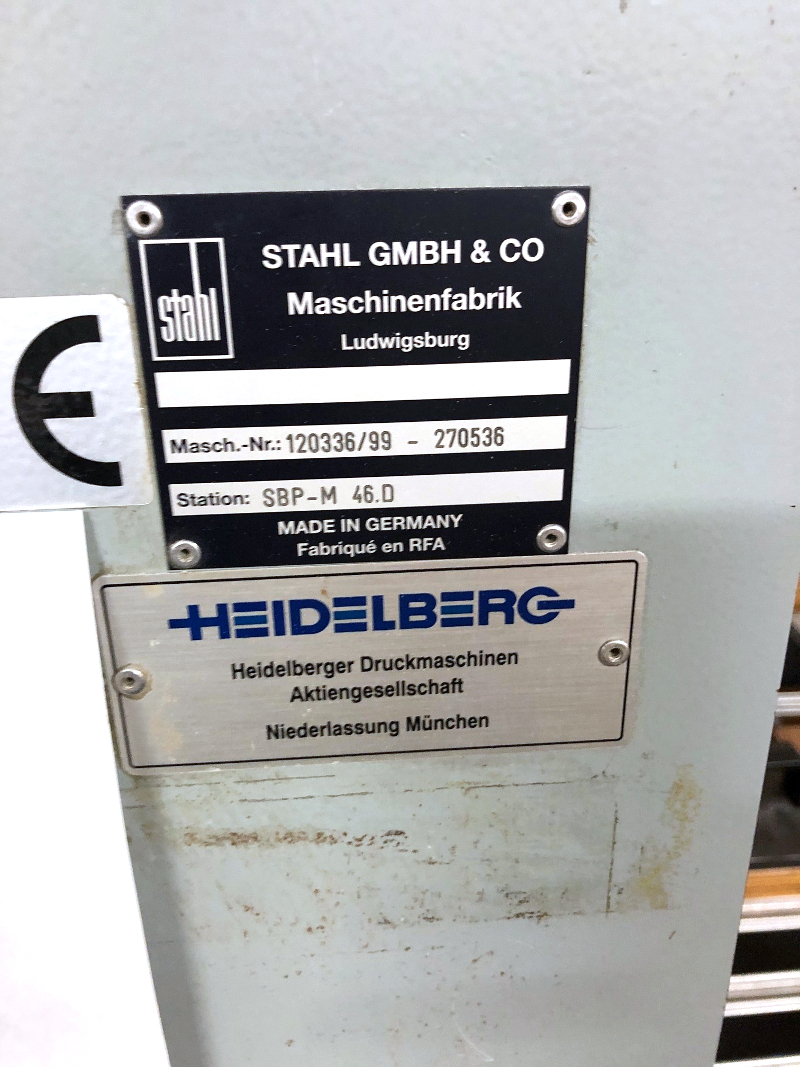 stahl
STAHL GMBH & CO
Maschinenfabrik
Ludwigsburg
Masch.-Nr.: 120336/99 - 270536
Station: SBP-M 46.D
MADE IN GERMANY
Fabriqué en RFA
CE
HEIDELBERG
Heidelberger Druckmaschinen
Aktiengesellschaft
Niederlassung München